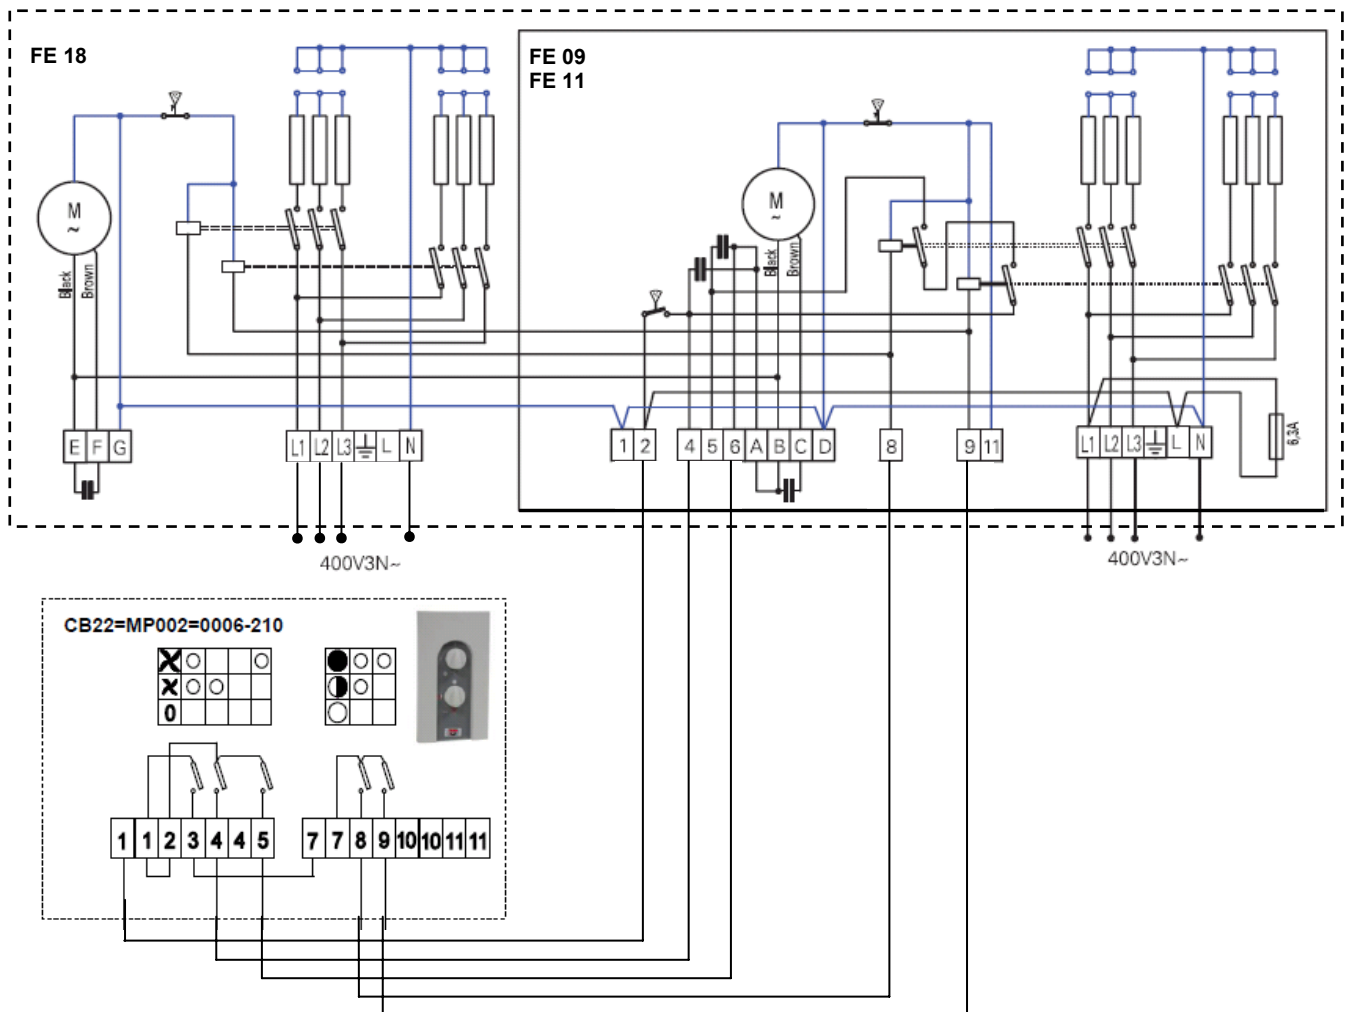 FE 18
FE 09
FE 11
M
~
Black
Brown
M
~
Black
Brown
E F G
L1 L2 L3 L N
1 2
4 5 6 A B C D
8
9 11
L1 L2 L3 L N
6,3A
400V3N~
400V3N~
CB22=MP002=0006-210
0
1 1 2 3 4 4 5
7 7 8 9 10 10 11 11